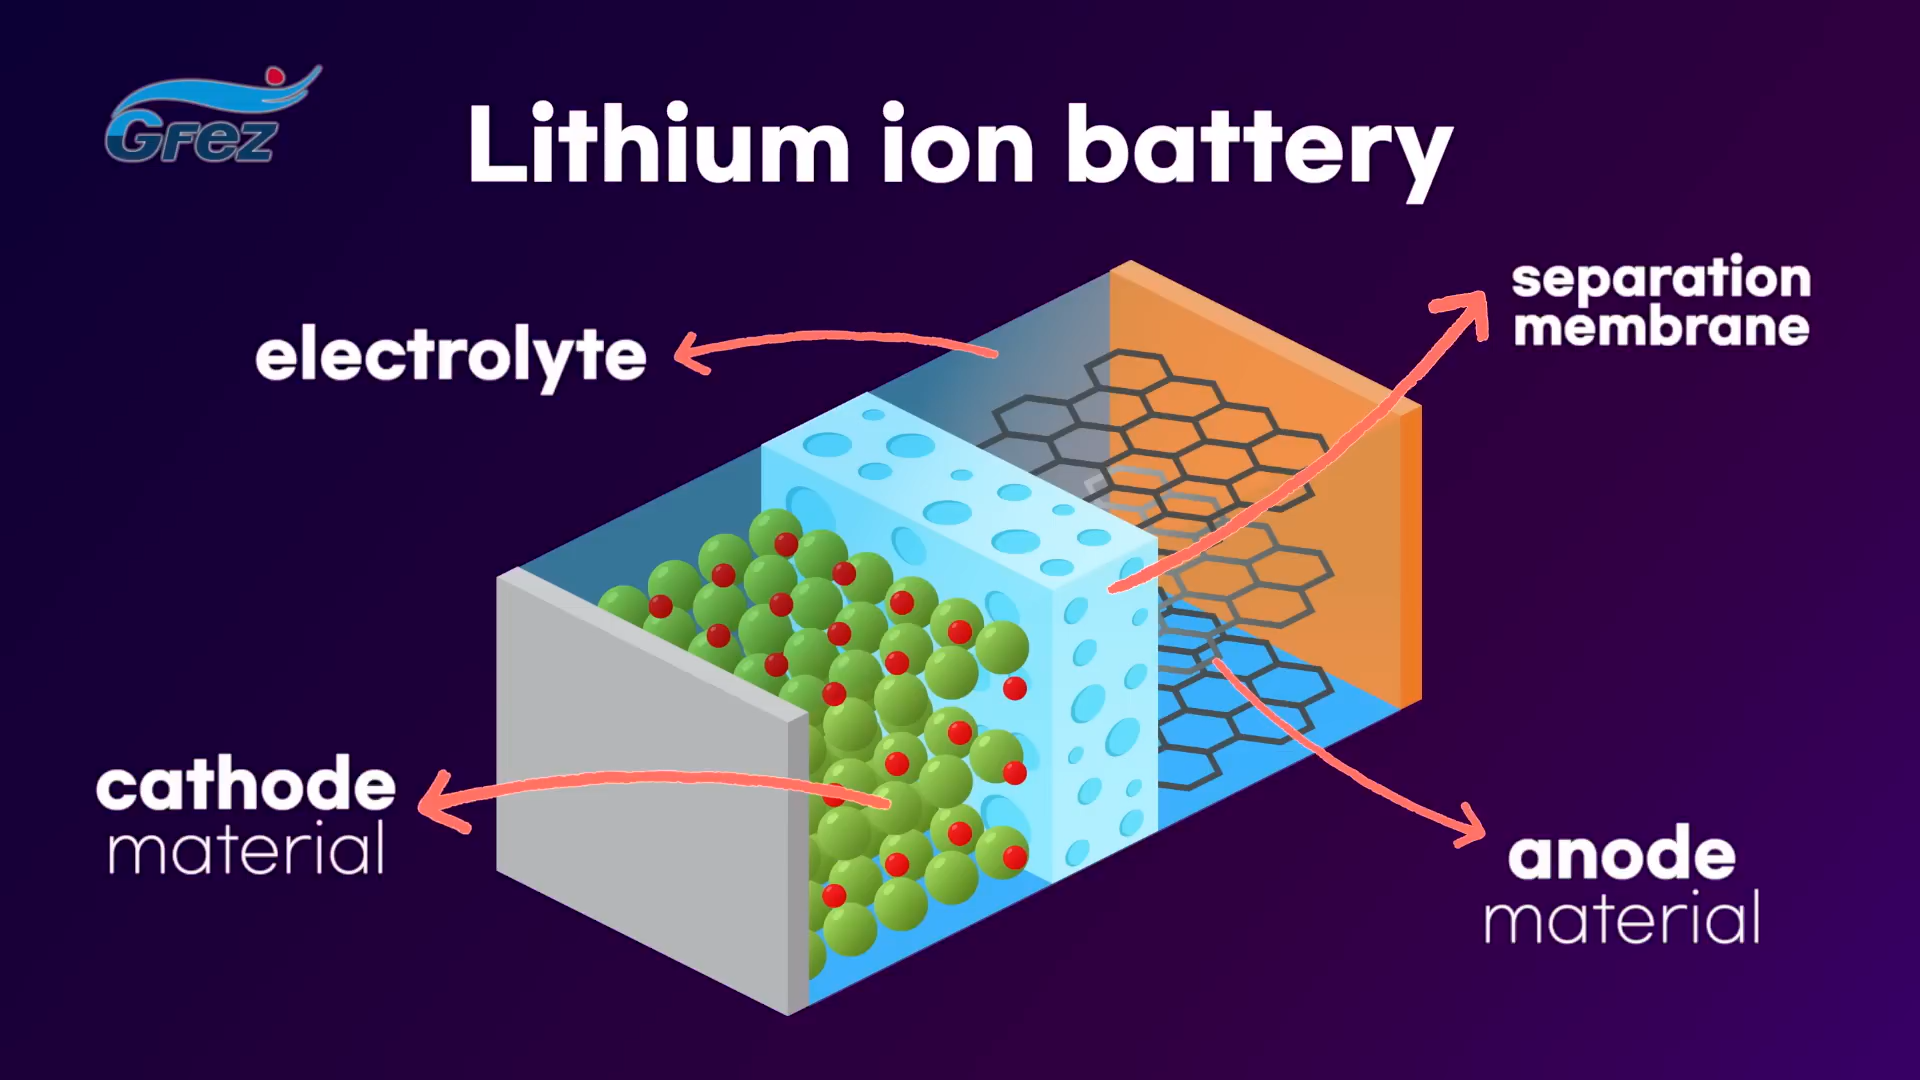 GFEZ
Lithium ion battery
separation
membrane
electrolyte
cathode
material
anode
material